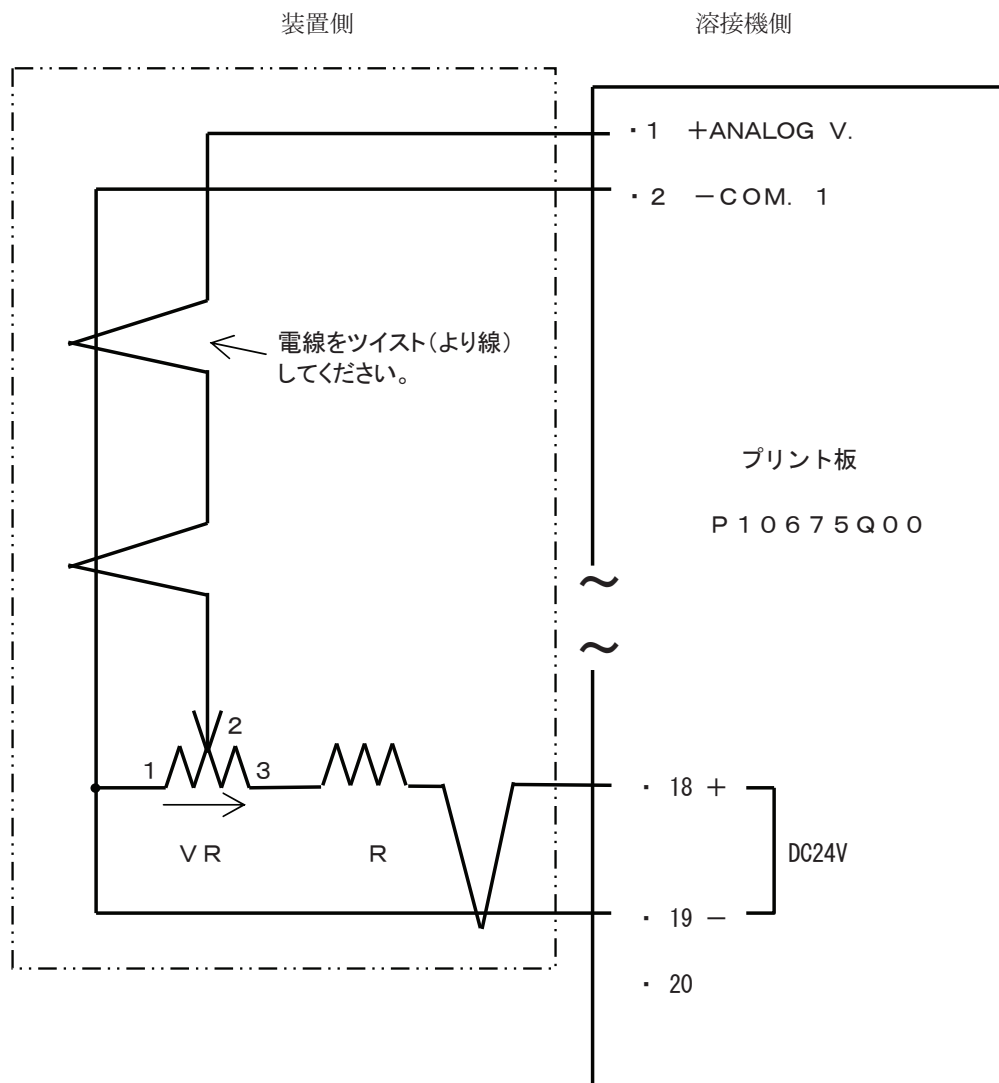 装置側
溶接機側
・1 +ANALOG V.
・2 -COM. 1
電線をツイスト(より線)
してください。
プリント板
P10675Q00
2
1
3
・ 18 +
VR
R
DC24V
・ 19 -
・ 20